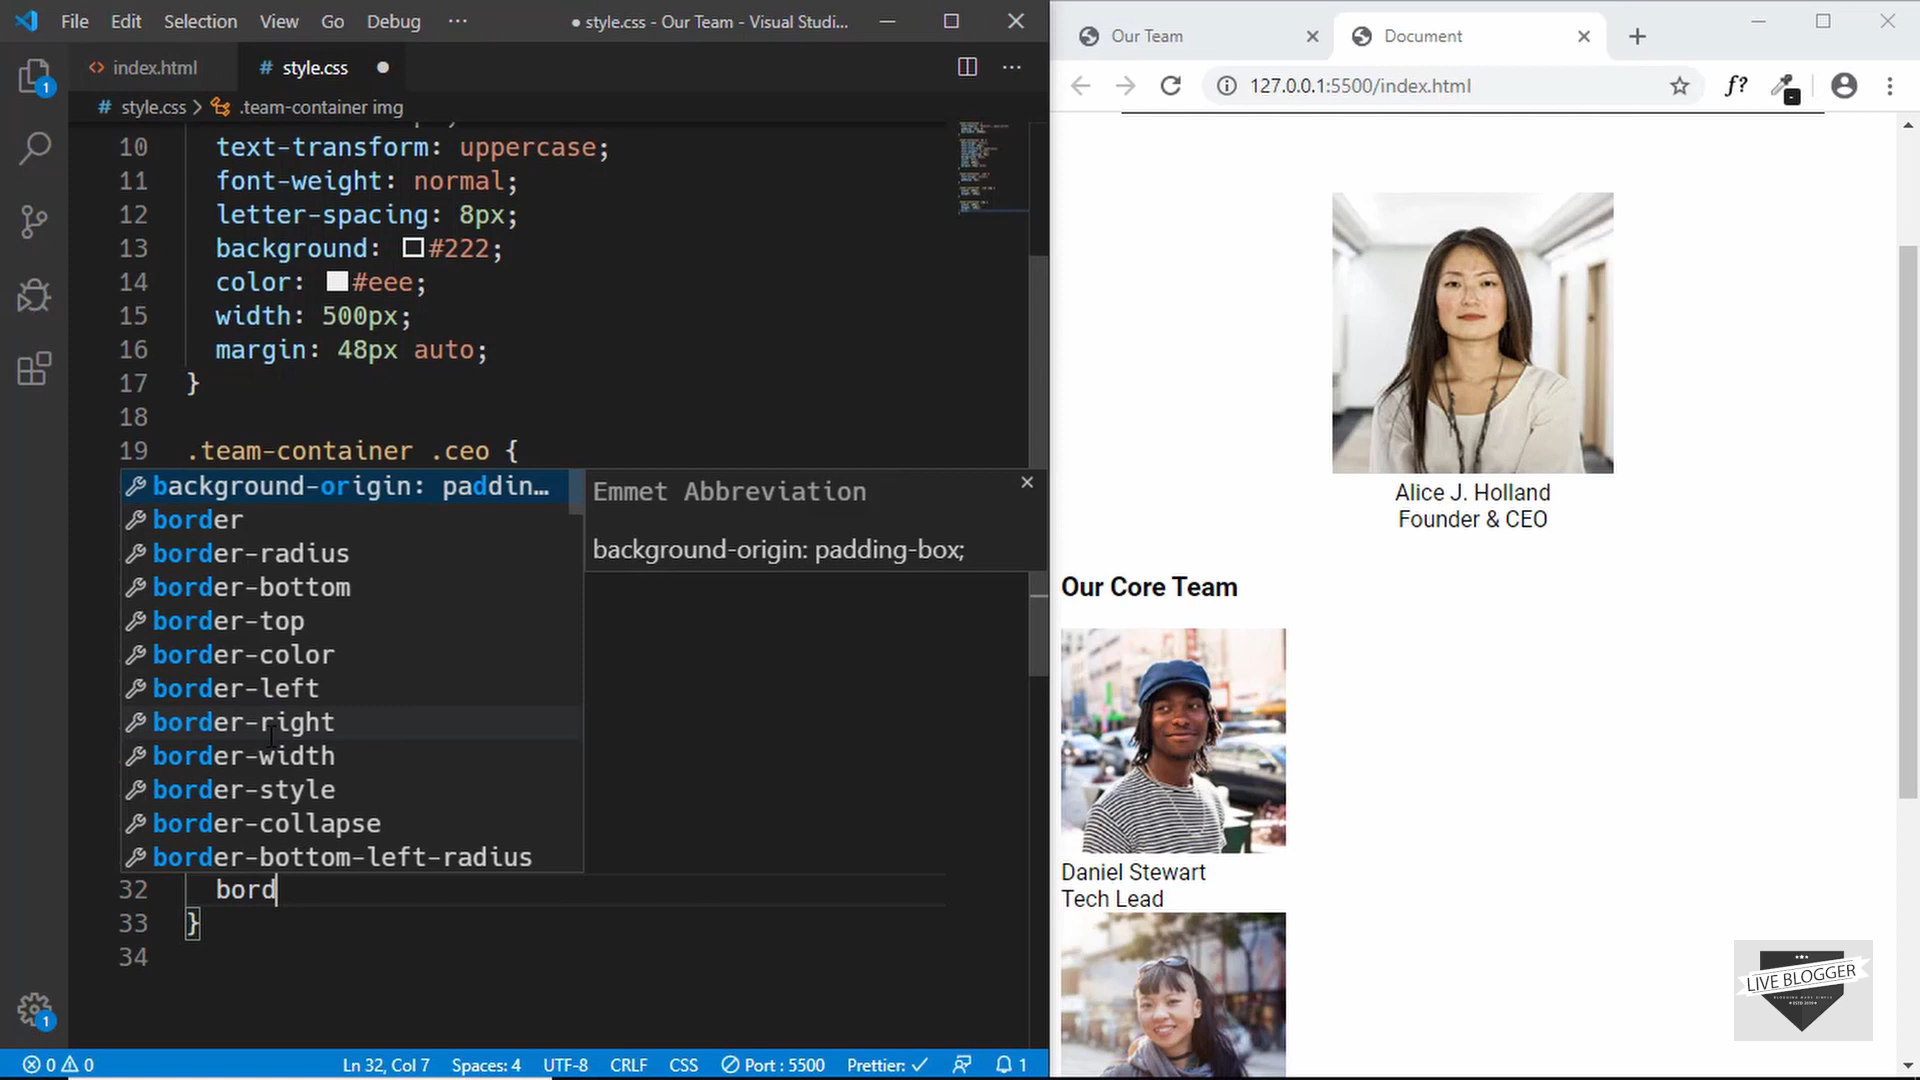 File Edit Selection View Go Debug ··· ● style.css - Our Team - Visual Studi...
index.html # style.css ●
# style.css > .team-container img
10 text-transform: uppercase;
11 font-weight: normal;
12 letter-spacing: 8px;
13 background: #222;
14 color: #eee;
15 width: 500px;
16 margin: 48px auto;
17 }
18
19 .team-container .ceo {
background-origin: paddin...
border
border-radius
border-bottom
border-top
border-color
border-left
border-right
border-width
border-style
border-collapse
border-bottom-left-radius
Emmet Abbreviation
background-origin: padding-box;
32 bord
33 }
34
1
1
0 0 Ln 32, Col 7 Spaces: 4 UTF-8 CRLF CSS Port : 5500 Prettier: ✓ 1
Our Team Document
127.0.0.1:5500/index.html f?
Alice J. Holland
Founder & CEO
Our Core Team
Daniel Stewart
Tech Lead
LIVE BLOGGER